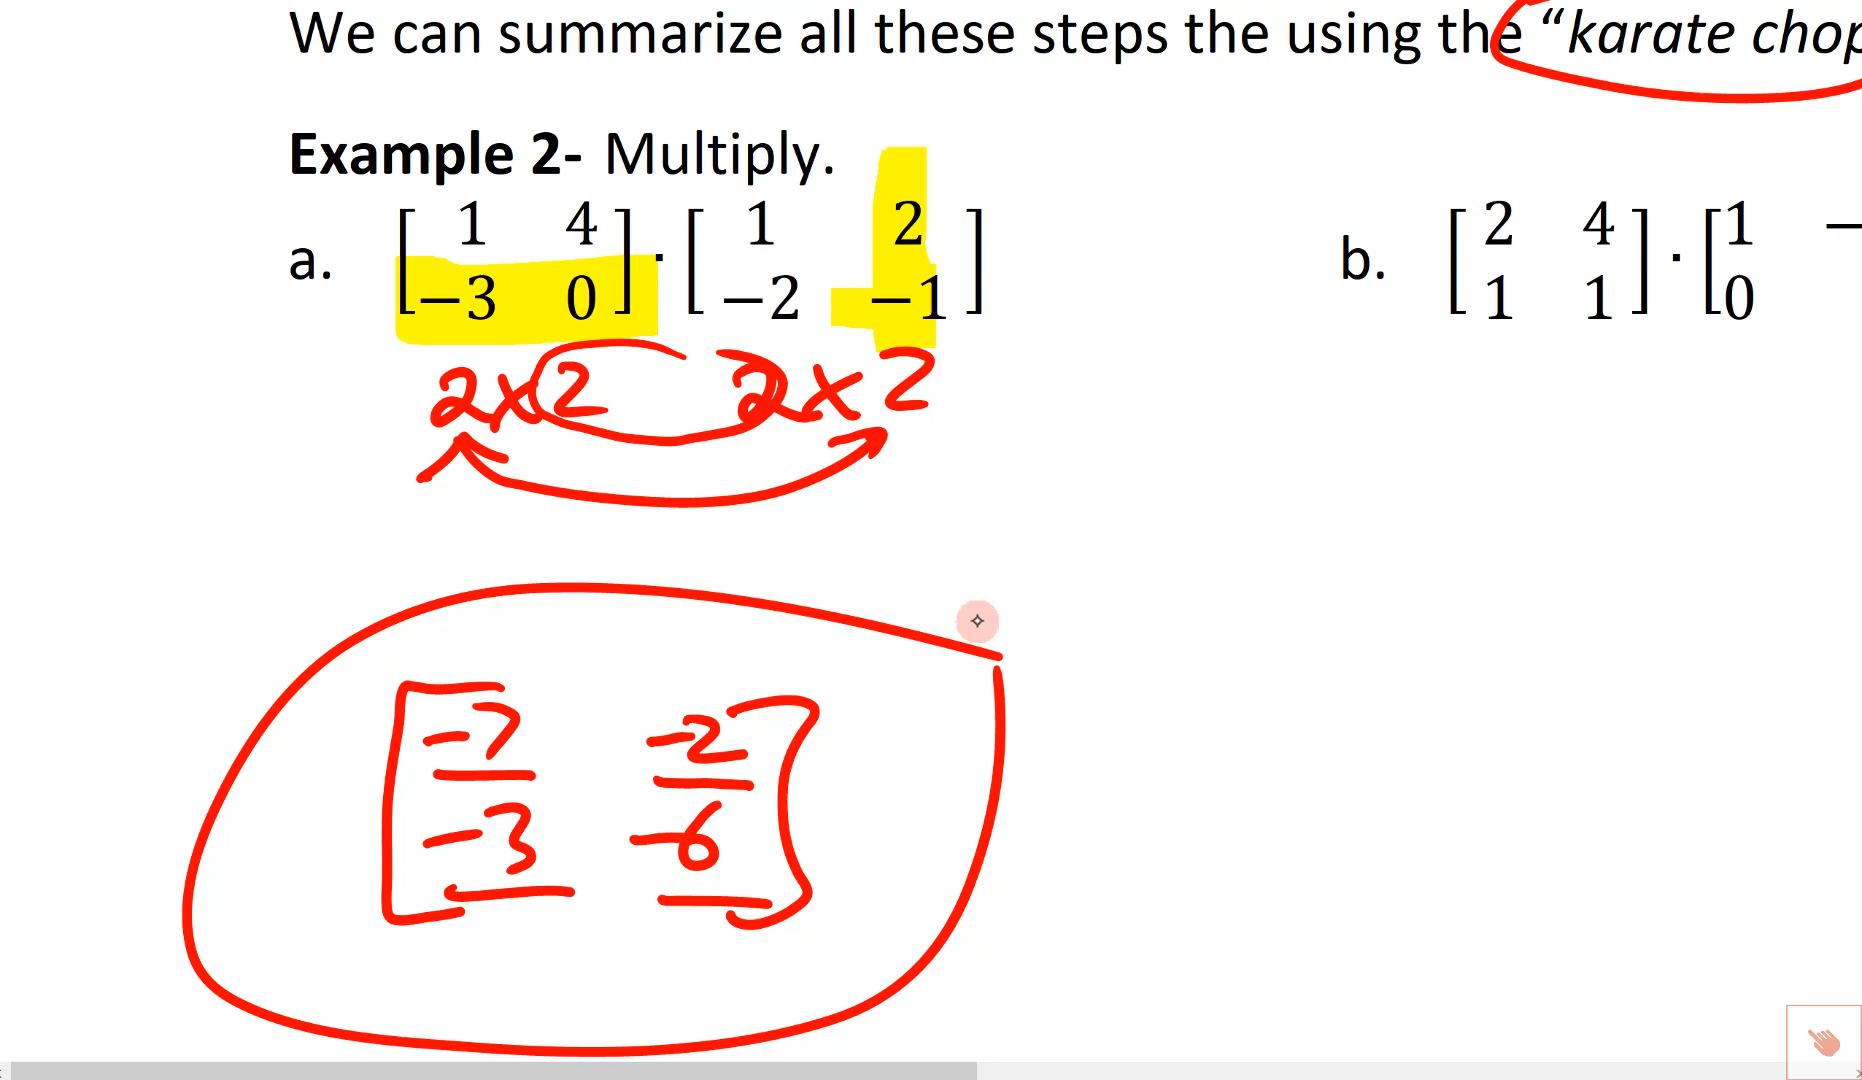 We can summarize all these steps the using the “karate chop
Example 2- Multiply.
a. [1 4 −3 0] · [1 2 −2 −1]
b. [2 4 1 1] · [1 − 0
2x2 2x2
-7 -2
-3 -6